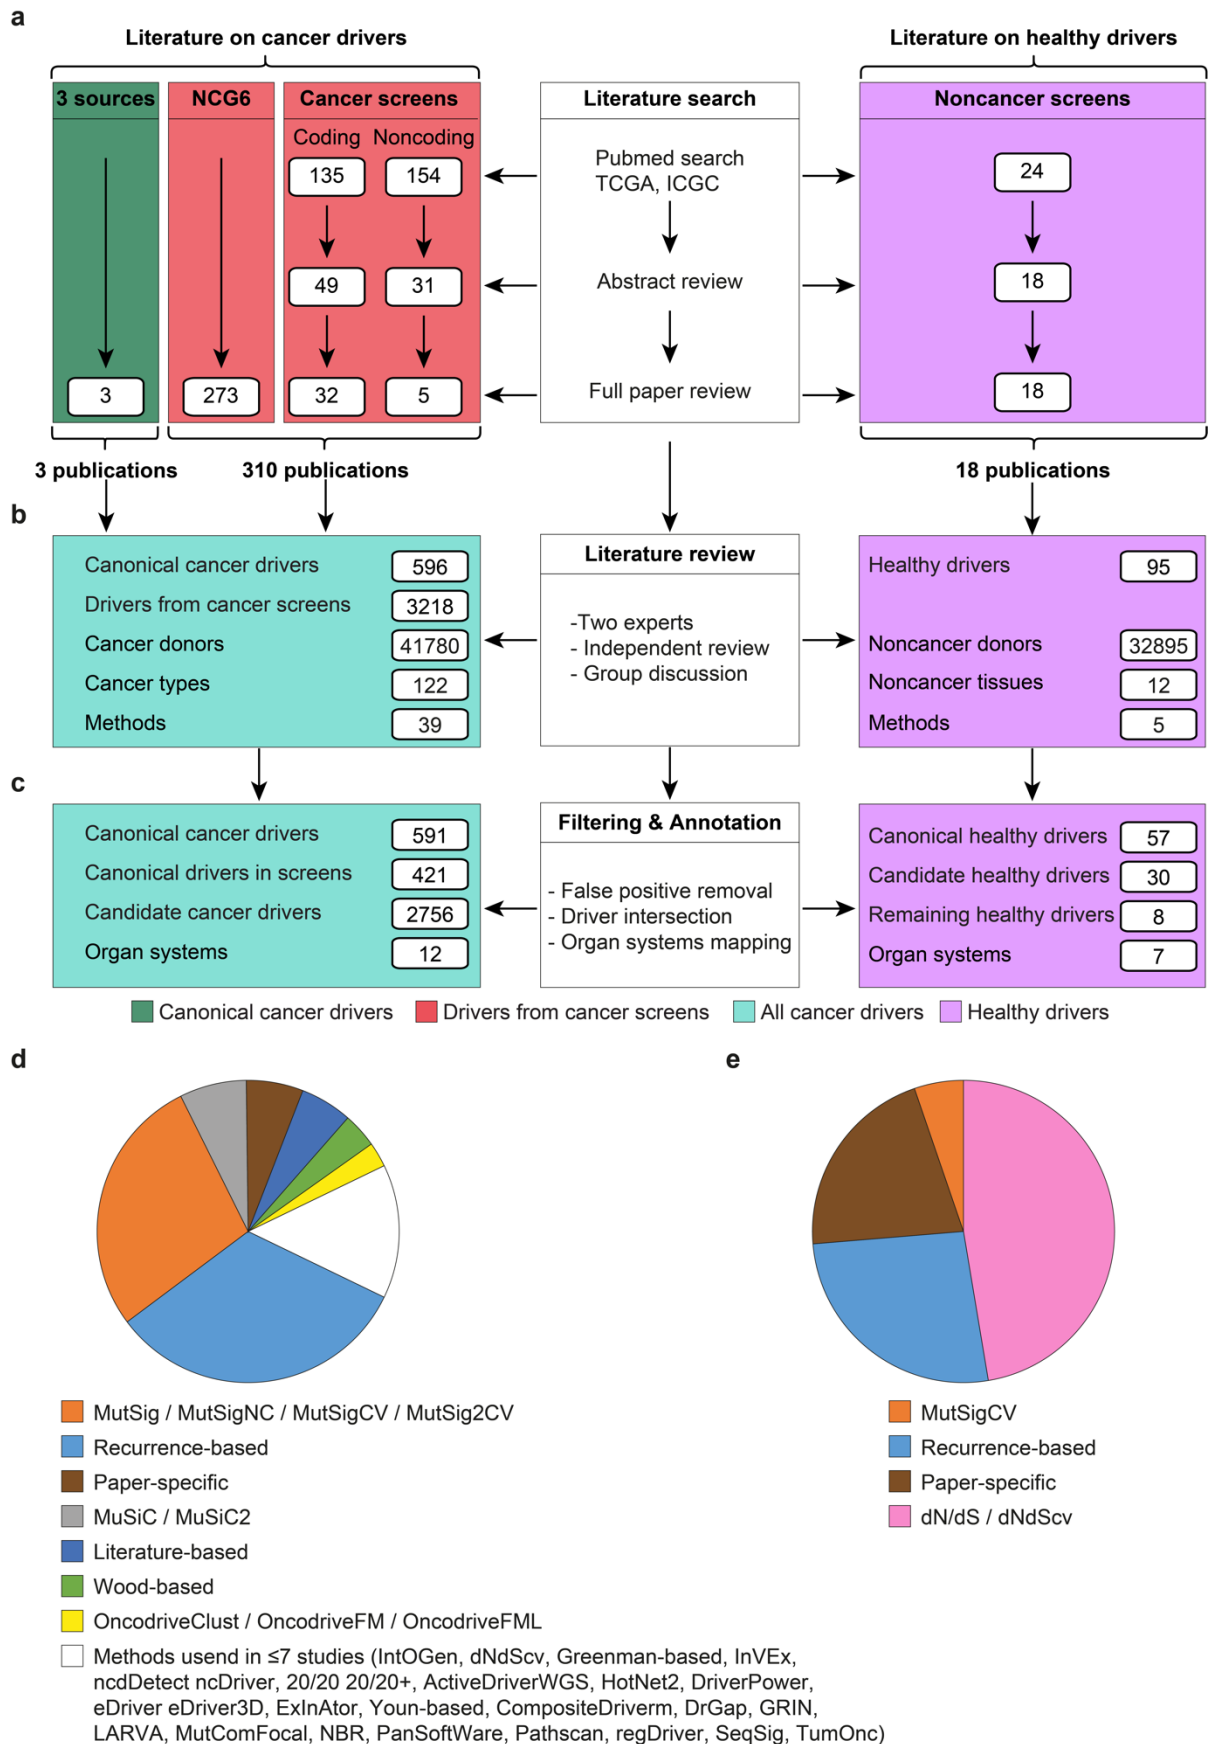 a
Literature on cancer drivers
Literature on healthy drivers
3 sources
NCG6
Cancer screens
Literature search
Noncancer screens
Coding Noncoding
135
154
Pubmed search
TCGA, ICGC
24
49
31
Abstract review
18
3
273
32
5
Full paper review
18
3 publications
310 publications
18 publications
b
Canonical cancer drivers 596
Drivers from cancer screens 3218
Cancer donors 41780
Cancer types 122
Methods 39
Literature review
-Two experts
- Independent review
- Group discussion
Healthy drivers 95
Noncancer donors 32895
Noncancer tissues 12
Methods 5
c
Canonical cancer drivers 591
Canonical drivers in screens 421
Candidate cancer drivers 2756
Organ systems 12
Filtering & Annotation
- False positive removal
- Driver intersection
- Organ systems mapping
Canonical healthy drivers 57
Candidate healthy drivers 30
Remaining healthy drivers 8
Organ systems 7
Canonical cancer drivers
Drivers from cancer screens
All cancer drivers
Healthy drivers
d
MutSig / MutSigNC / MutSigCV / MutSig2CV
Recurrence-based
Paper-specific
MuSiC / MuSiC2
Literature-based
Wood-based
OncodriveClust / OncodriveFM / OncodriveFML
Methods usend in ≤7 studies (IntOGen, dNdScv, Greenman-based, InVEx,
ncdDetect ncDriver, 20/20 20/20+, ActiveDriverWGS, HotNet2, DriverPower,
eDriver eDriver3D, ExInAtor, Youn-based, CompositeDriverm, DrGap, GRIN,
LARVA, MutComFocal, NBR, PanSoftWare, Pathscan, regDriver, SeqSig, TumOnc)
e
MutSigCV
Recurrence-based
Paper-specific
dN/dS / dNdScv